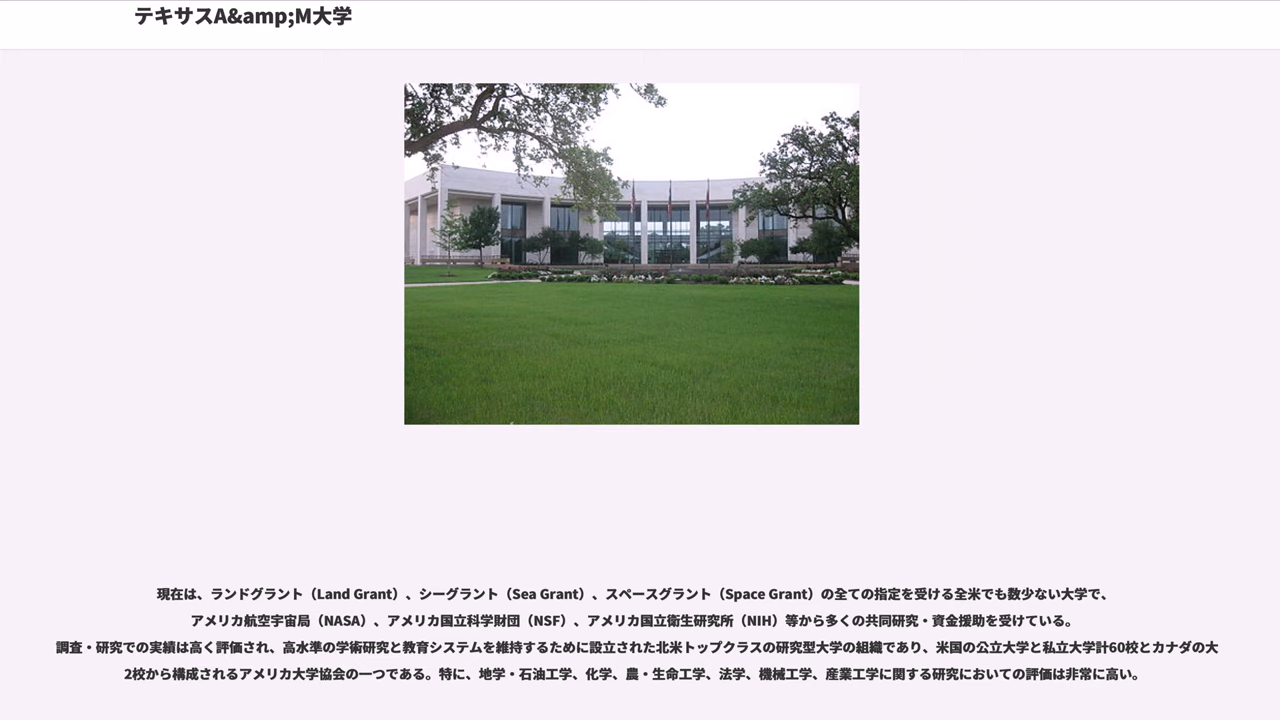 テキサスA&amp;M大学
現在は、ランドグラント（Land Grant）、シーグラント（Sea Grant）、スペースグラント（Space Grant）の全ての指定を受ける全米でも数少ない大学で、
アメリカ航空宇宙局（NASA）、アメリカ国立科学財団（NSF）、アメリカ国立衛生研究所（NIH）等から多くの共同研究・資金援助を受けている。
調査・研究での実績は高く評価され、高水準の学術研究と教育システムを維持するために設立された北米トップクラスの研究型大学の組織であり、米国の公立大学と私立大学計60校とカナダの大
2校から構成されるアメリカ大学協会の一つである。特に、地学・石油工学、化学、農・生命工学、法学、機械工学、産業工学に関する研究においての評価は非常に高い。